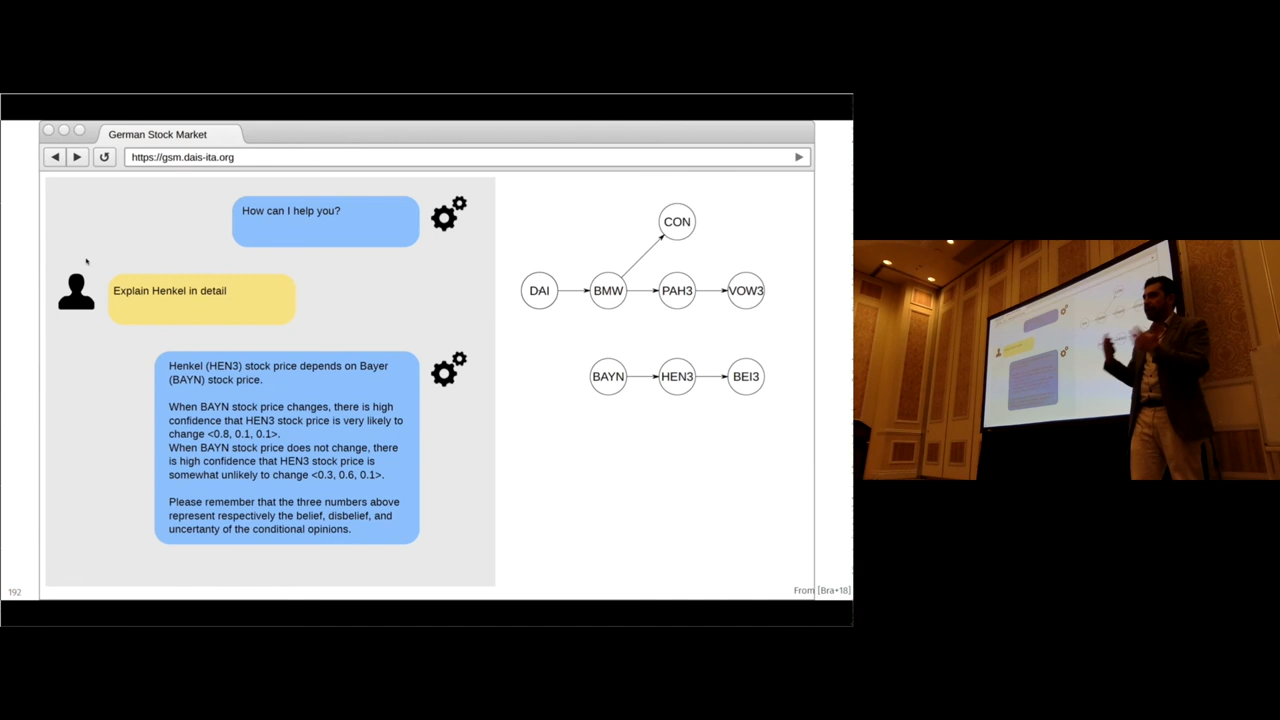 German Stock Market
https://gsm.dais-ita.org
How can I help you?
Explain Henkel in detail
Henkel (HEN3) stock price depends on Bayer
(BAYN) stock price.
When BAYN stock price changes, there is high
confidence that HEN3 stock price is very likely to
change <0.8, 0.1, 0.1>.
When BAYN stock price does not change, there
is high confidence that HEN3 stock price is
somewhat unlikely to change <0.3, 0.6, 0.1>.
Please remember that the three numbers above
represent respectively the belief, disbelief, and
uncertanty of the conditional opinions.
CON
DAI BMW PAH3 VOW3
BAYN HEN3 BEI3
192
From [Bra+18]